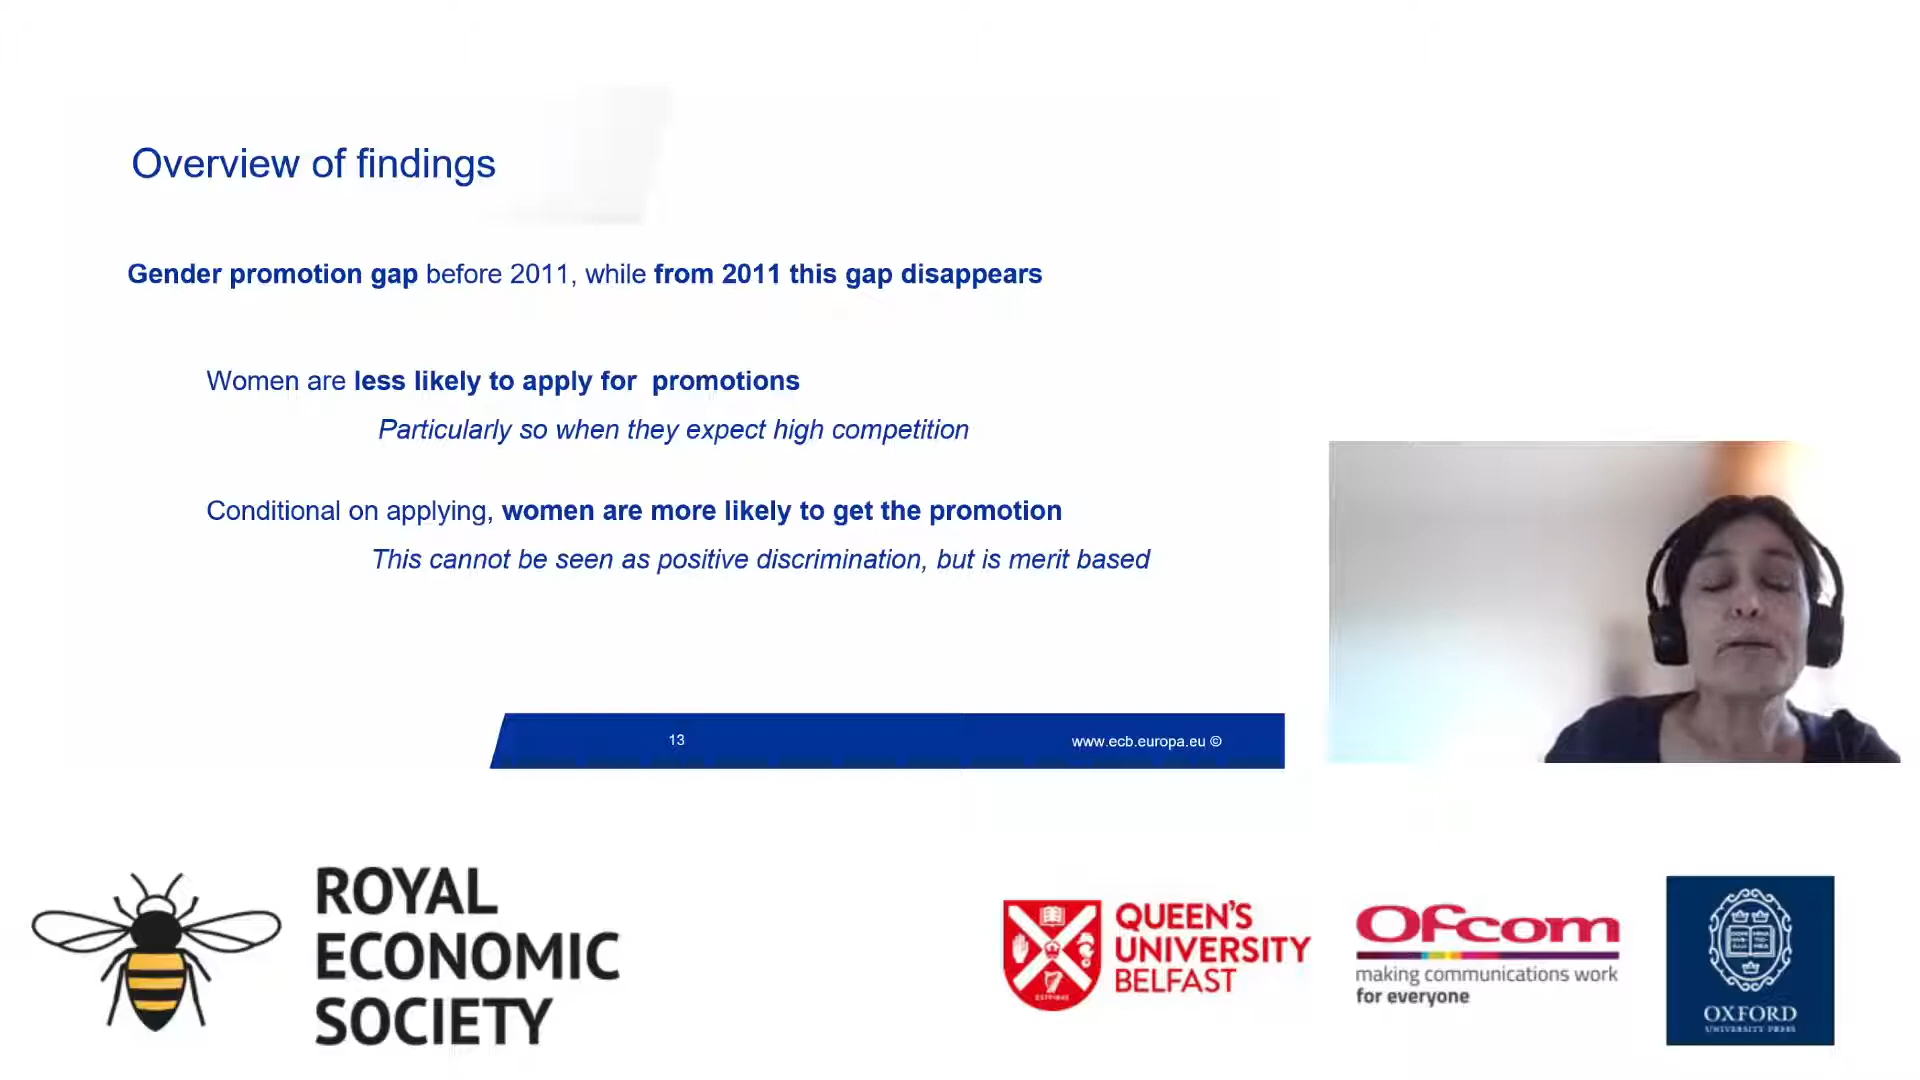 Overview of findings
Gender promotion gap before 2011, while from 2011 this gap disappears
Women are less likely to apply for promotions
Particularly so when they expect high competition
Conditional on applying, women are more likely to get the promotion
This cannot be seen as positive discrimination, but is merit based
13
www.ecb.europa.eu ©
ROYAL
ECONOMIC
SOCIETY
QUEEN'S
UNIVERSITY
BELFAST
Ofcom
making communications work
for everyone
OXFORD
UNIVERSITY PRESS